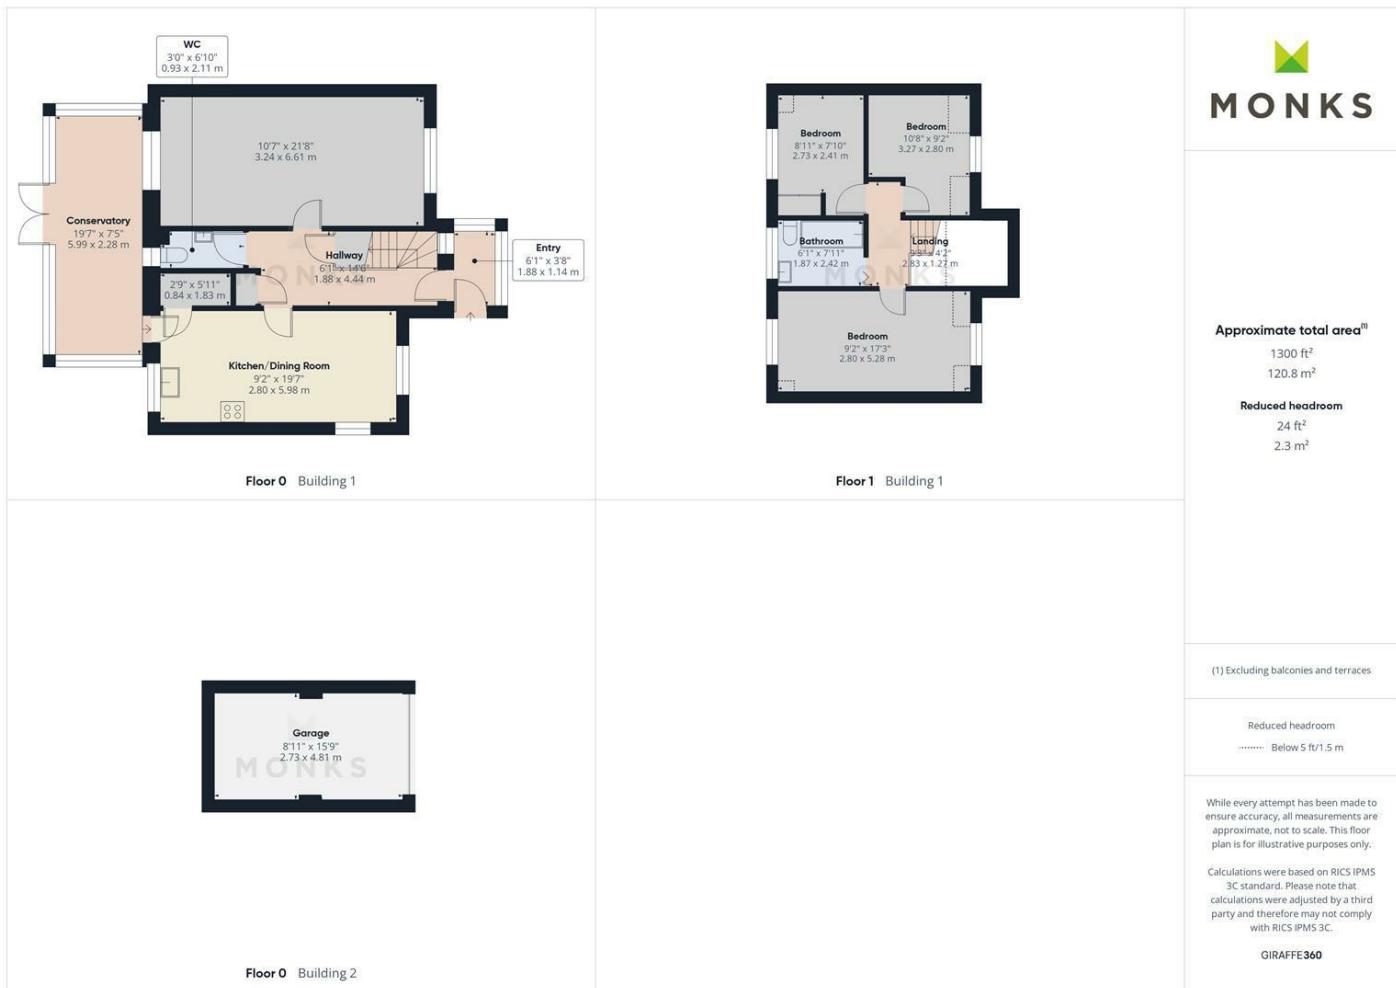 WC
3'0" x 6'10"
0.93 x 2.11 m
10'7" x 21'8"
3.24 x 6.61 m
Conservatory
19'7" x 7'5"
5.99 x 2.28 m
Hallway
6'1" x 14'6"
1.88 x 4.44 m
Entry
6'1" x 3'8"
1.88 x 1.14 m
2'9" x 5'11"
0.84 x 1.83 m
Kitchen/Dining Room
9'2" x 19'7"
2.80 x 5.98 m
MONKS
Floor 0 Building 1
Bedroom
8'11" x 7'10"
2.73 x 2.41 m
Bedroom
10'8" x 9'2"
3.27 x 2.80 m
Bathroom
6'1" x 7'11"
1.87 x 2.42 m
Landing
9'3" x 4'2"
2.83 x 1.27 m
MONKS
Bedroom
9'2" x 17'3"
2.80 x 5.28 m
Floor 1 Building 1
Garage
8'11" x 15'9"
2.73 x 4.81 m
MONKS
Floor 0 Building 2
MONKS
Approximate total area(1)
1300 ft²
120.8 m²
Reduced headroom
24 ft²
2.3 m²
(1) Excluding balconies and terraces
Reduced headroom
Below 5 ft/1.5 m
While every attempt has been made to
ensure accuracy, all measurements are
approximate, not to scale. This floor
plan is for illustrative purposes only.
Calculations were based on RICS IPMS
3C standard. Please note that
calculations were adjusted by a third
party and therefore may not comply
with RICS IPMS 3C.
GIRAFFE360